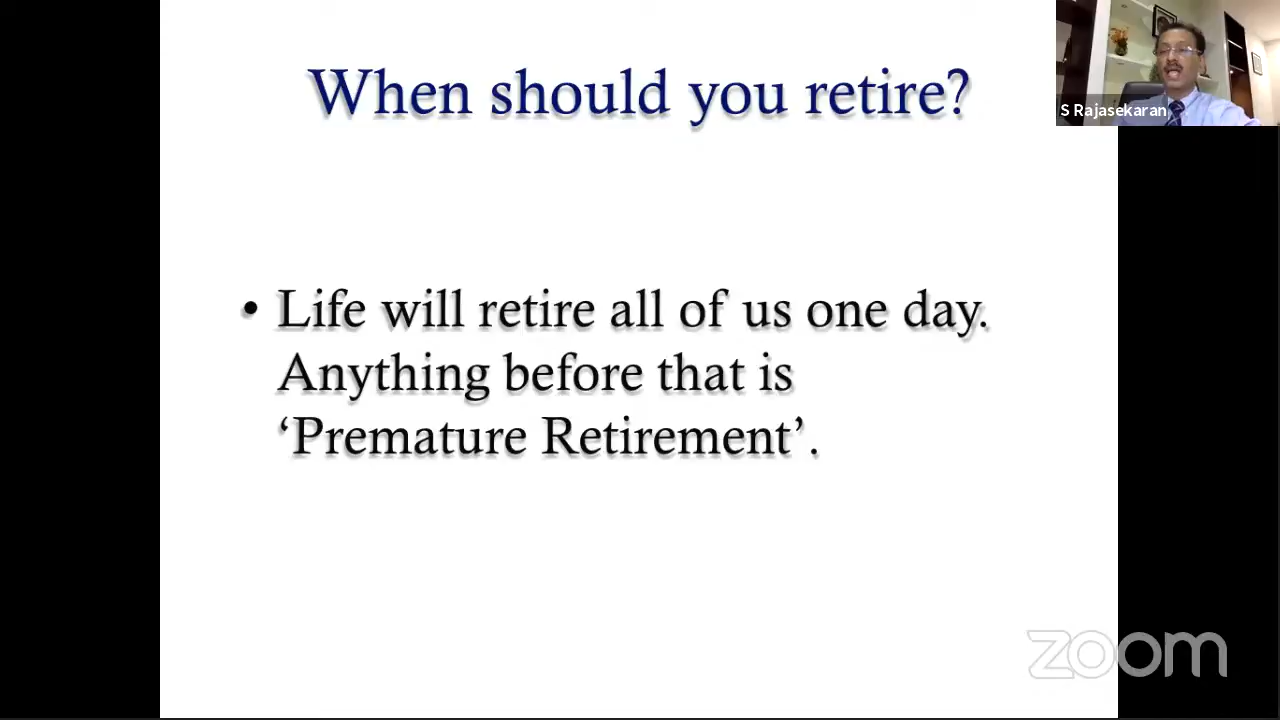 When should you retire?
S Rajasekaran
• Life will retire all of us one day.
Anything before that is
‘Premature Retirement’.
zoom